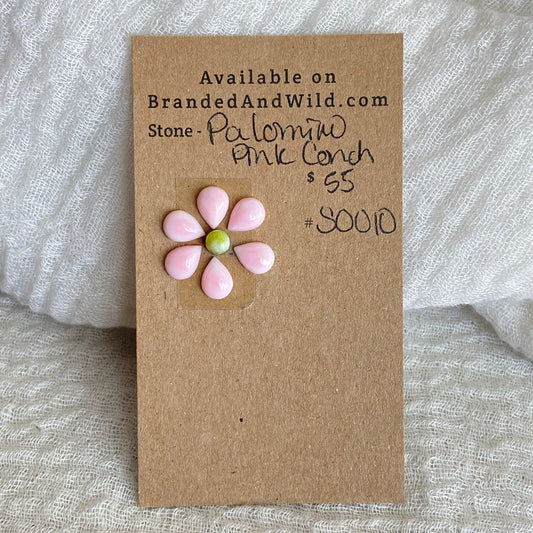 Available on
BrandedAndWild.com
Stone - Palomino
Pink Conch
$ 55
#S0010